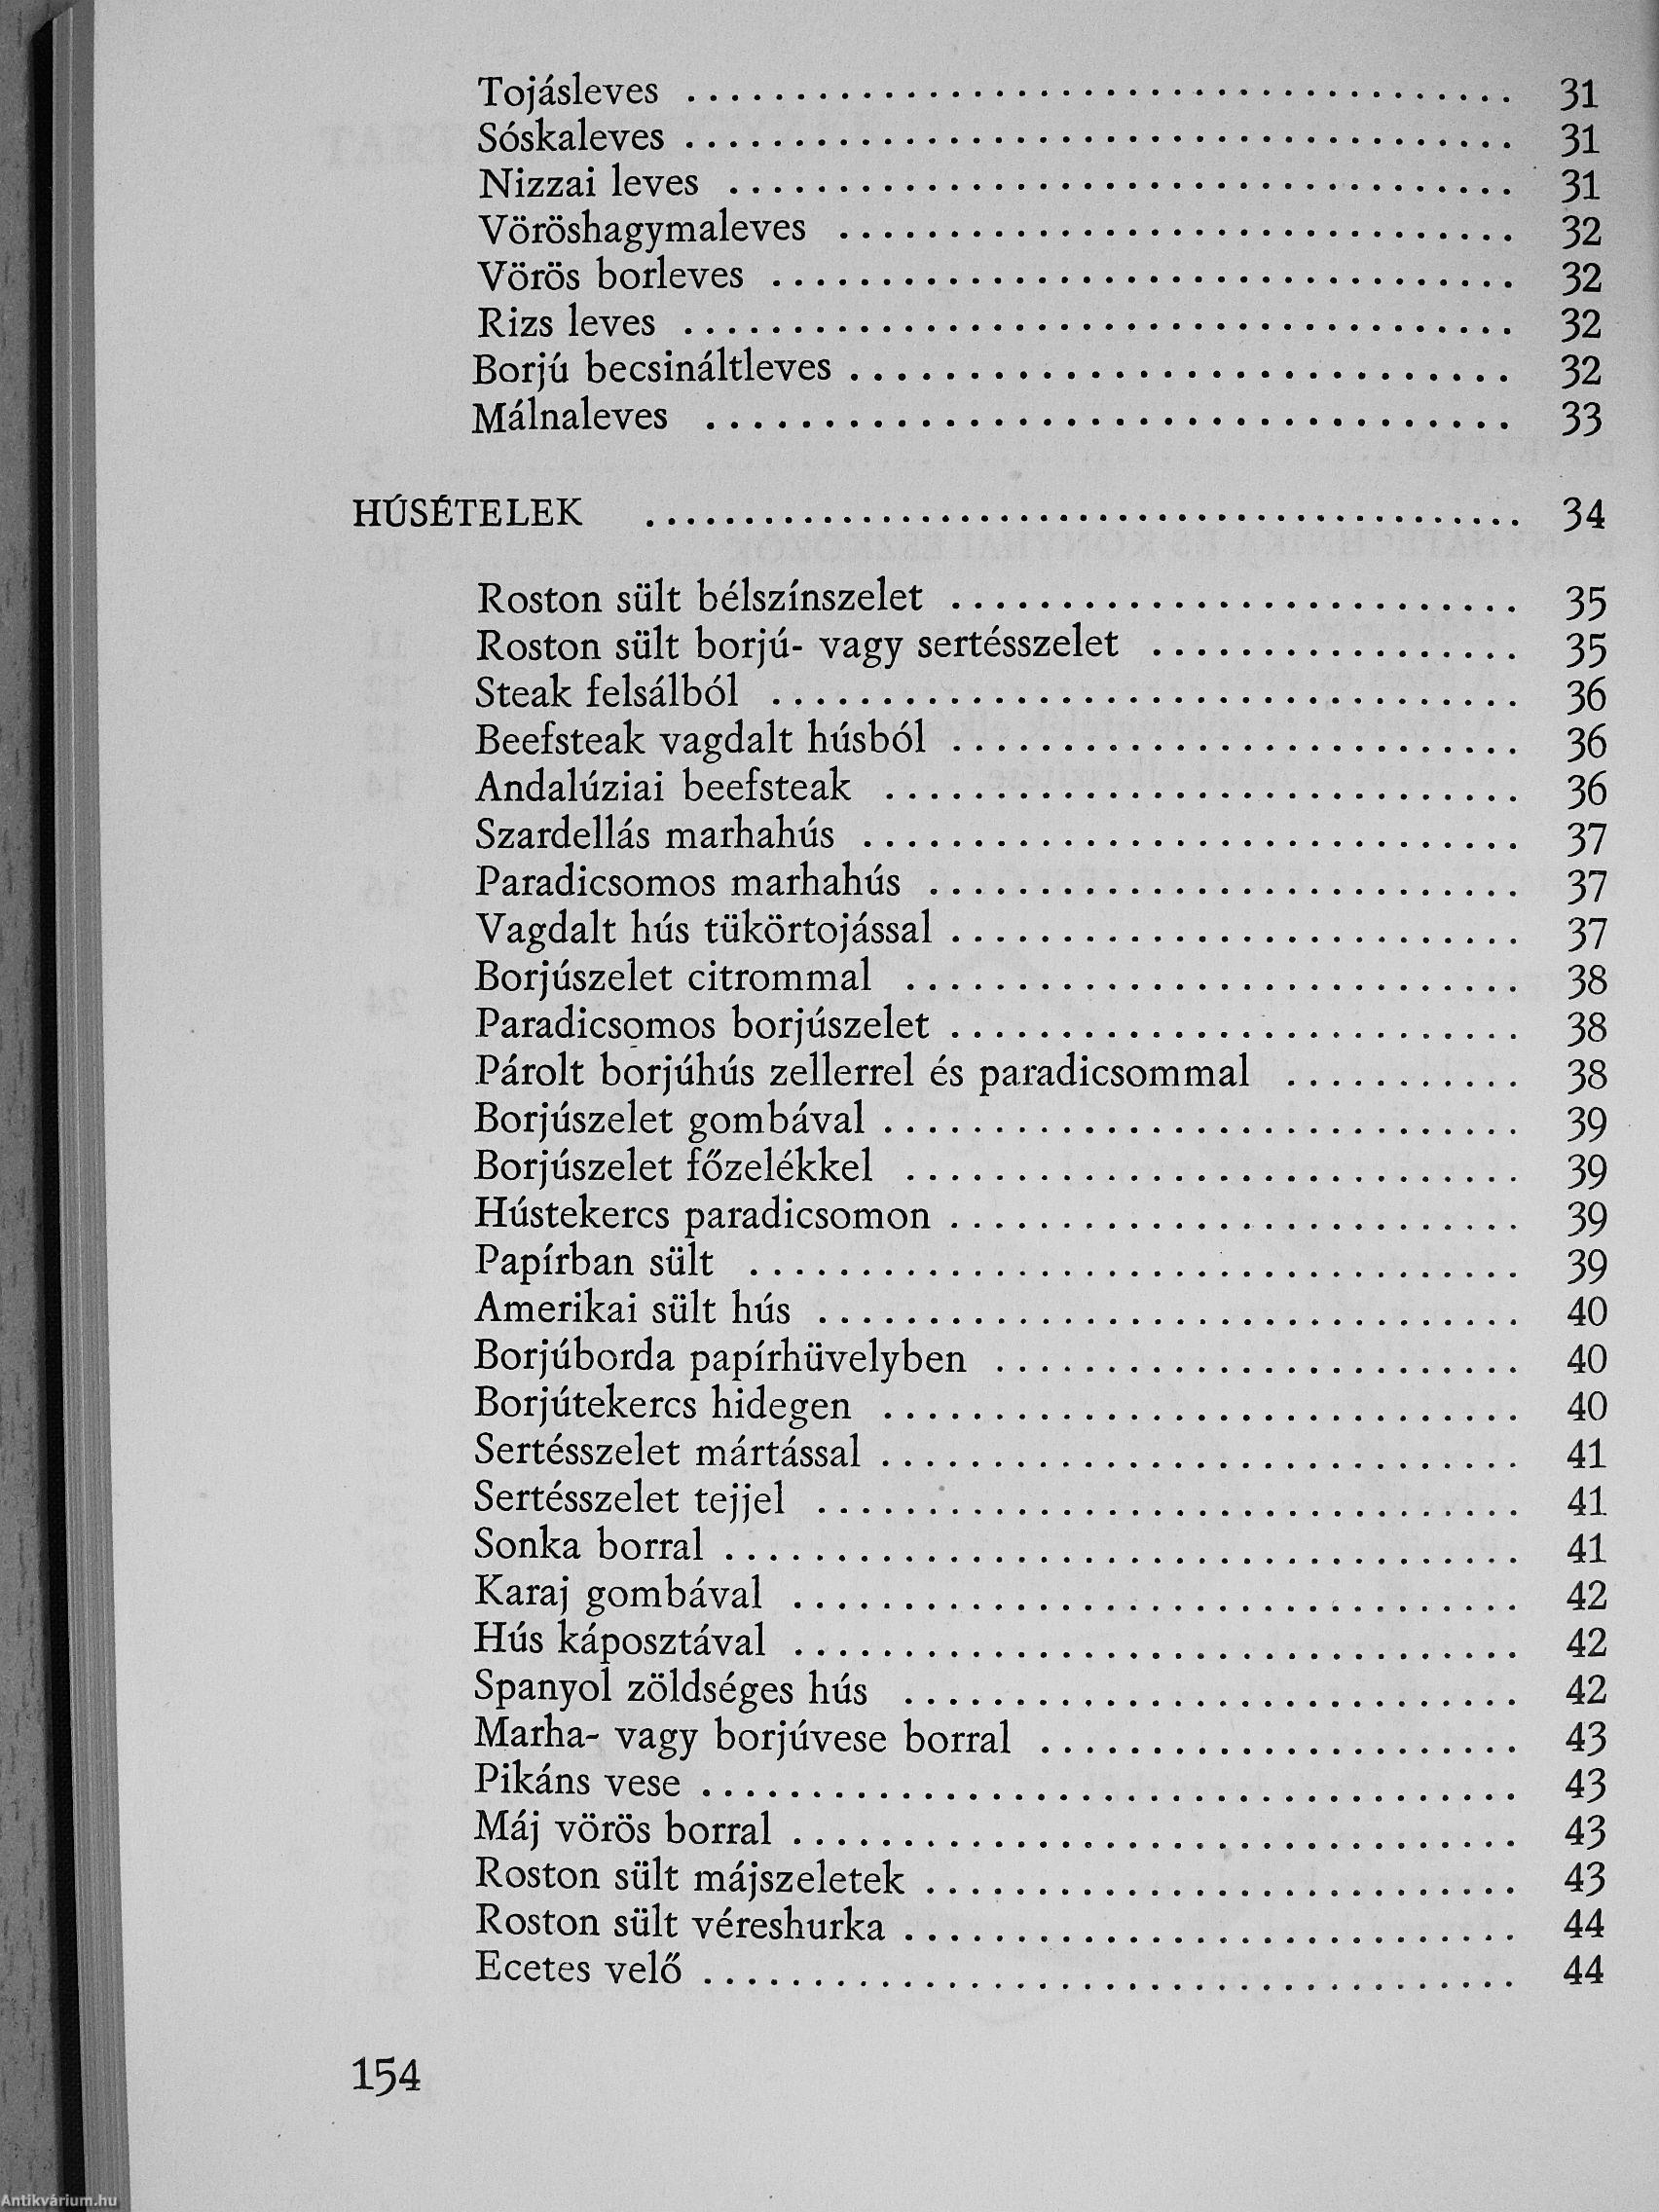 Tojásleves ........ 31
Sóskaleves ........ 31
Nizzai leves ........ 31
Vöröshagymaleves ........ 32
Vörös borleves ........ 32
Rizs leves ........ 32
Borjú becsináltleves ........ 32
Málnaleves ........ 33
HÚSÉTELEK ........ 34
Roston sült bélszínszelet ........ 35
Roston sült borjú- vagy sertésszelet ........ 35
Steak felsálból ........ 36
Beefsteak vagdalt húsból ........ 36
Andalúziai beefsteak ........ 36
Szardellás marhahús ........ 37
Paradicsomos marhahús ........ 37
Vagdalt hús tükörtojással ........ 37
Borjúszelet citrommal ........ 38
Paradicsomos borjúszelet ........ 38
Párolt borjúhús zellerrel és paradicsommal ........ 38
Borjúszelet gombával ........ 39
Borjúszelet főzelékkel ........ 39
Hústekercs paradicsomon ........ 39
Papírban sült ........ 39
Amerikai sült hús ........ 40
Borjúborda papírhüvelyben ........ 40
Borjútekercs hidegen ........ 40
Sertésszelet mártással ........ 41
Sertésszelet tejjel ........ 41
Sonka borral ........ 41
Karaj gombával ........ 42
Hús káposztával ........ 42
Spanyol zöldséges hús ........ 42
Marha- vagy borjúvese borral ........ 43
Pikáns vese ........ 43
Máj vörös borral ........ 43
Roston sült májszeletek ........ 43
Roston sült véreshurka ........ 44
Ecetes velő ........ 44
154
Antikvárium.hu